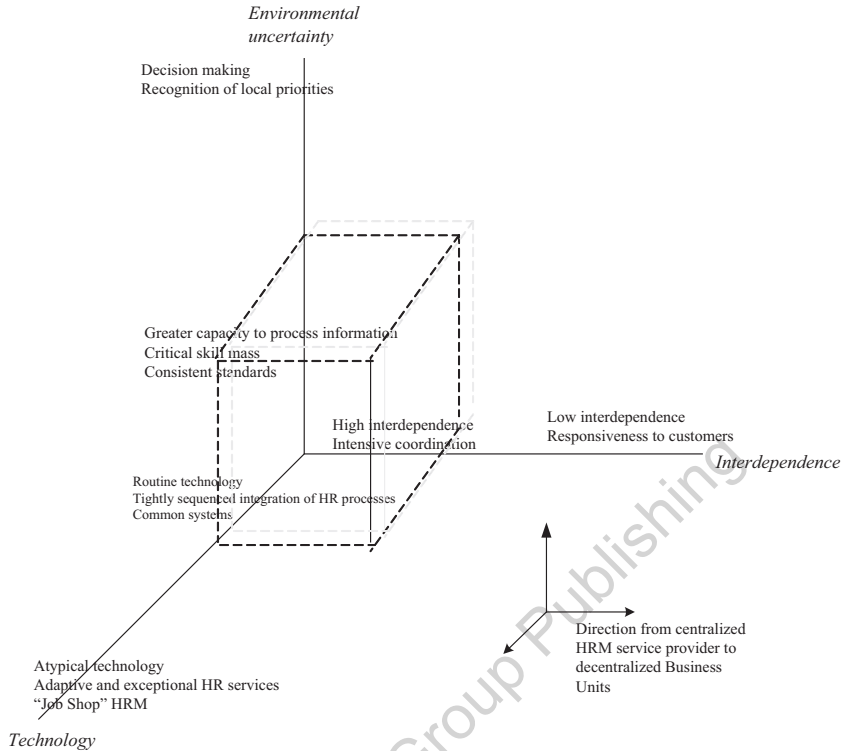 Environmental
uncertainty
Decision making
Recognition of local priorities
Greater capacity to process information
Critical skill mass
Consistent standards
High interdependence
Intensive coordination
Low interdependence
Responsiveness to customers
Interdependence
Routine technology
Tightly sequenced integration of HR processes
Common systems
Direction from centralized
HRM service provider to
decentralized Business
Units
Atypical technology
Adaptive and exceptional HR services
“Job Shop” HRM
Technology
Group Publishing